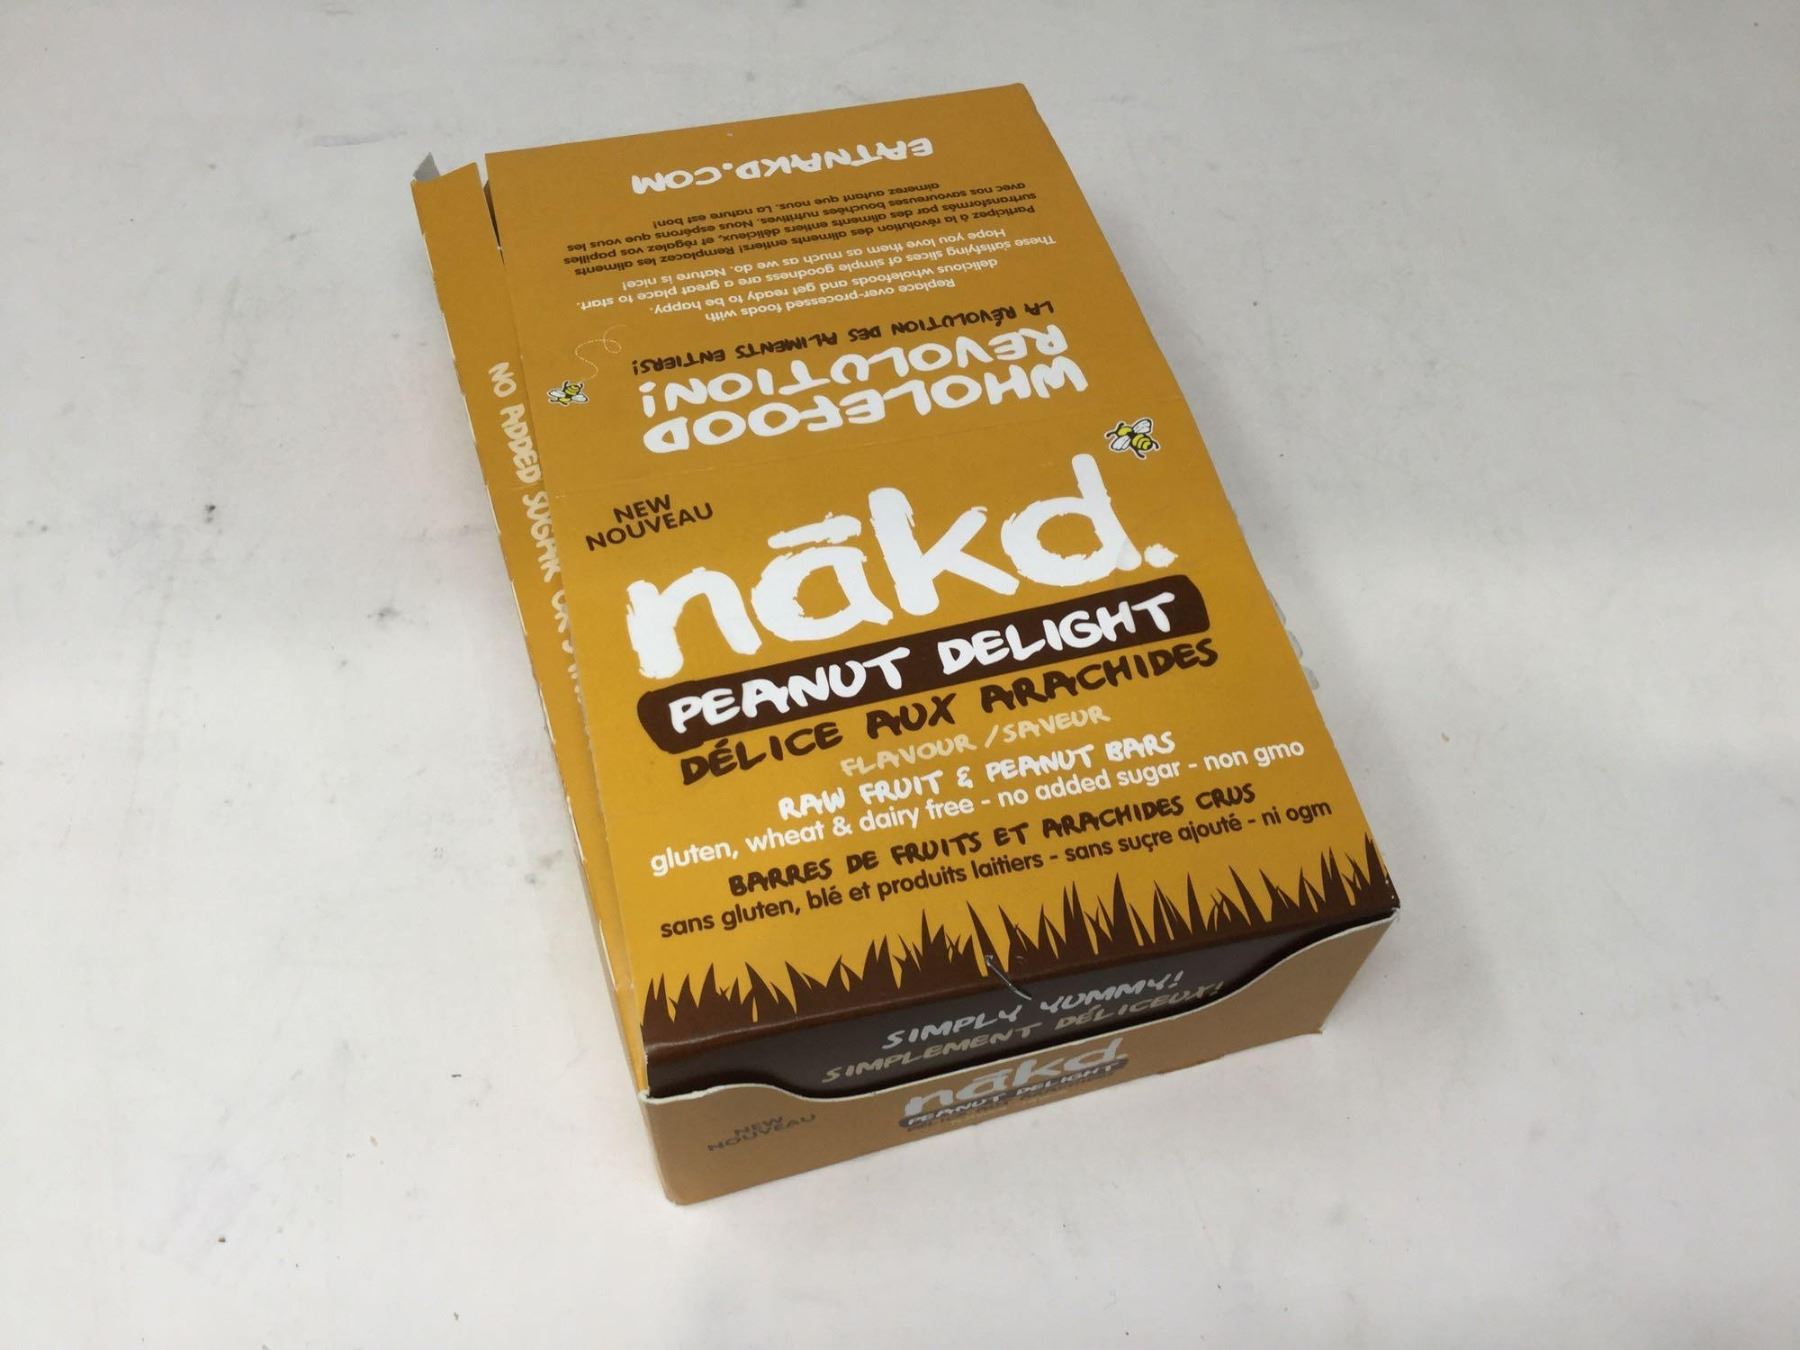 NEW
NOUVEAU
nākd.
PEANUT DELIGHT
DÉLICE AUX ARACHIDES
FLAVOUR / SAVEUR
RAW FRUIT & PEANUT BARS
gluten, wheat & dairy free - no added sugar - non gmo
BARRES DE FRUITS ET ARACHIDES CRUS
sans gluten, blé et produits laitiers - sans suçre ajouté - ni ogm
SIMPLY YUMMY!
SIMPLEMENT DÉLICEUX!
NEW
NOUVEAU
nākd.
PEANUT DELIGHT
WHOLEFOOD
REVOLUTION!
LA RÉVOLUTION DES ALIMENTS ENTIERS!
Replace over-processed foods with
delicious wholefoods and get ready to be happy.
These satisfying slices of simple goodness are a great place to start.
Hope you love them as much as we do. Nature is nice!
Participez à la révolution des aliments entiers! Remplacez les aliments
surtransformés par des aliments entiers délicieux, et régalez vos papilles
avec nos savoureuses bouchées nutritives. Nous espérons que vous les
aimerez autant que nous. La nature est bon!
EATNAKD.COM
NO ADDED SUGAR OR